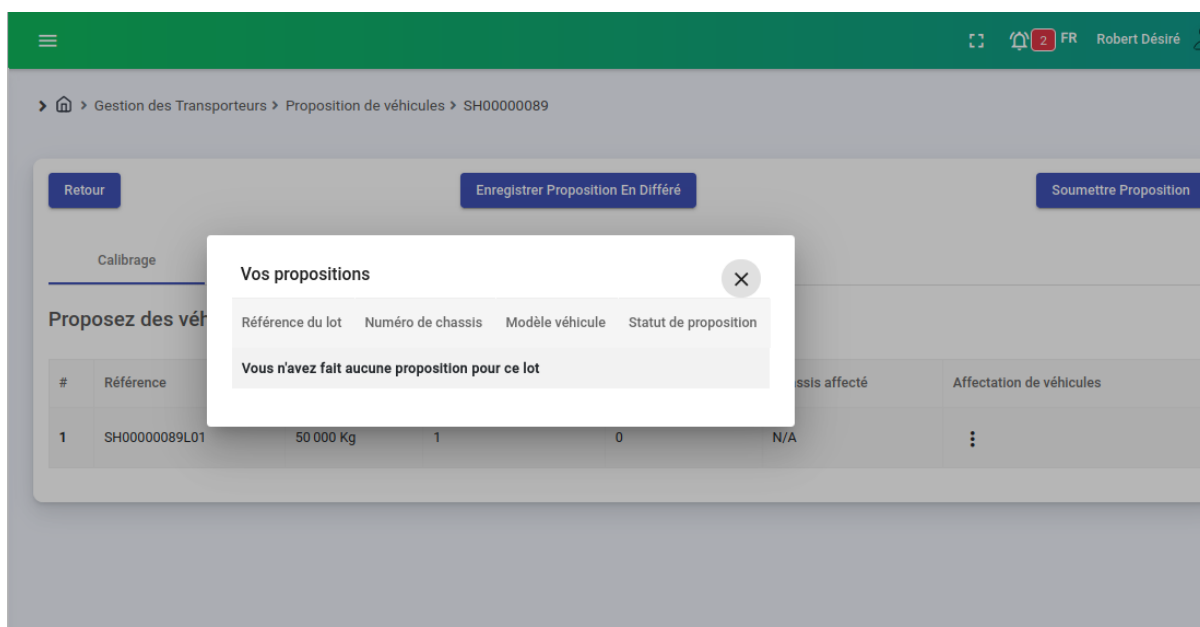 2 FR Robert Désiré
Gestion des Transporteurs > Proposition de véhicules > SH00000089
Retour Enregistrer Proposition En Différé Soumettre Proposition
Calibrage
Vos propositions
Proposez des véh
Référence du lot Numéro de chassis Modèle véhicule Statut de proposition
Vous n'avez fait aucune proposition pour ce lot
# Référence ssis affecté Affectation de véhicules
1 SH00000089L01 50 000 Kg 1 0 N/A